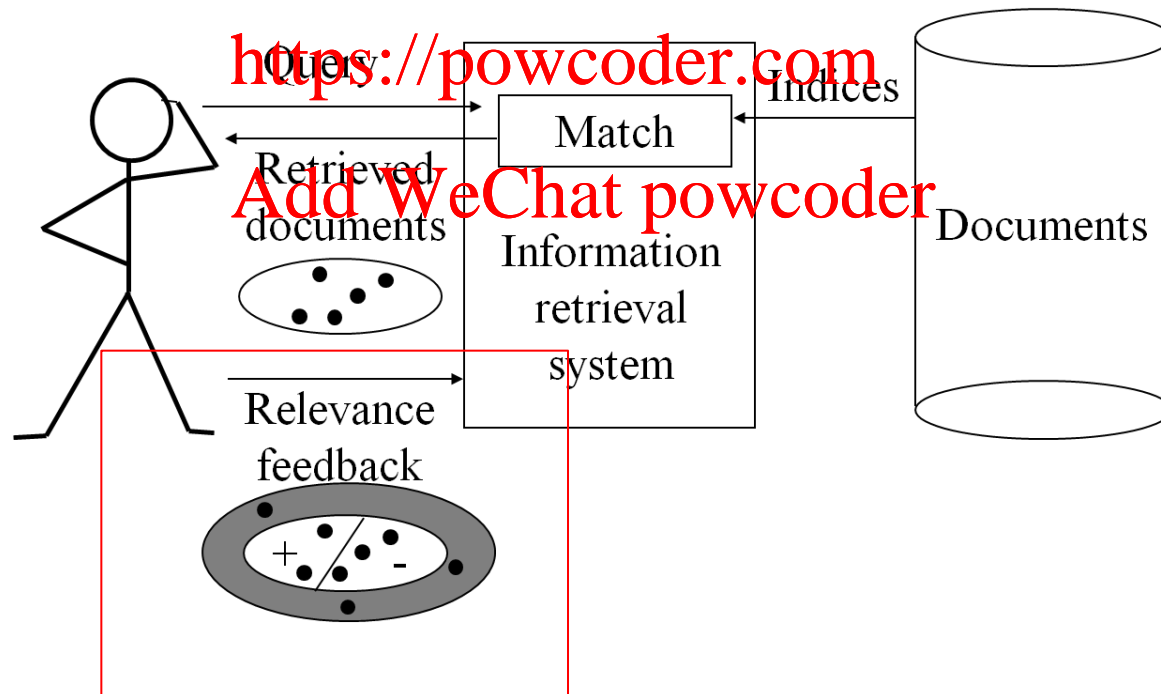 https://powcoder.com
Query
Indices
Match
Retrieved
documents
Add WeChat powcoder
Documents
Information
retrieval
system
Relevance
feedback
+
-